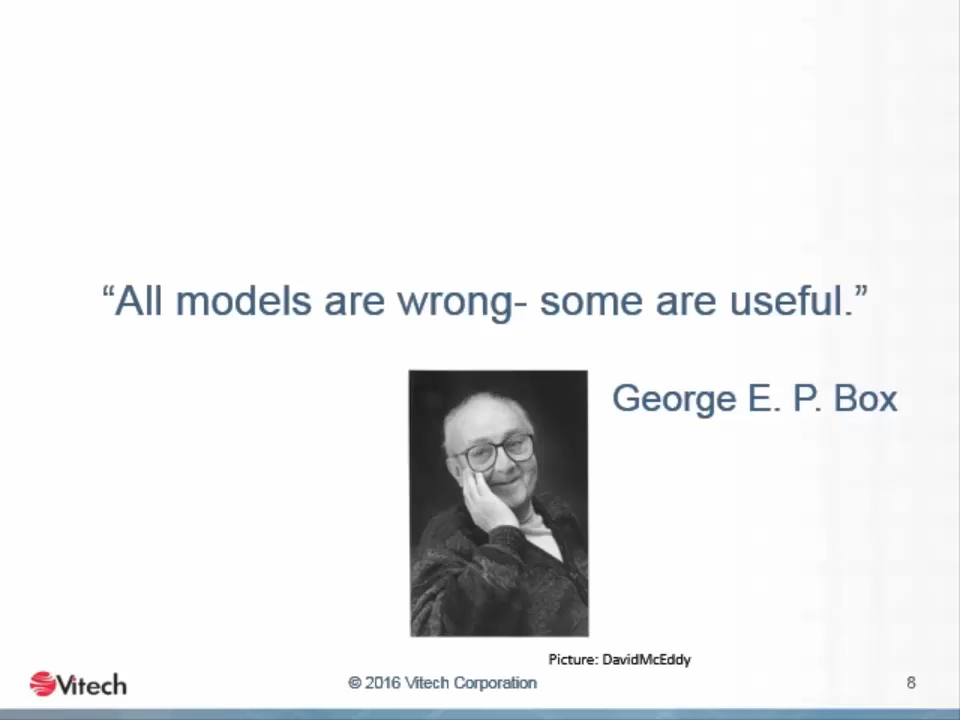 “All models are wrong- some are useful.”
George E. P. Box
Picture: DavidMcEddy
Vitech
© 2016 Vitech Corporation
8